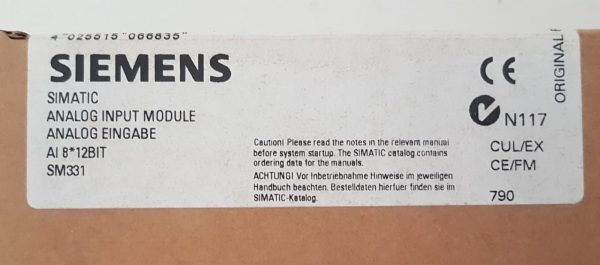 4 025515 066835
SIEMENS
SIMATIC
ANALOG INPUT MODULE
ANALOG EINGABE
AI 8*12BIT
SM331
Caution! Please read the notes in the relevant manual
before system startup. The SIMATIC catalog contains
ordering data for the manuals.
ACHTUNG! Vor Inbetriebnahme Hinweise im jeweiligen
Handbuch beachten. Bestelldaten hierfuer finden sie im
SIMATIC-Katalog.
CE
N117
CUL/EX
CE/FM
790
ORIGINAL